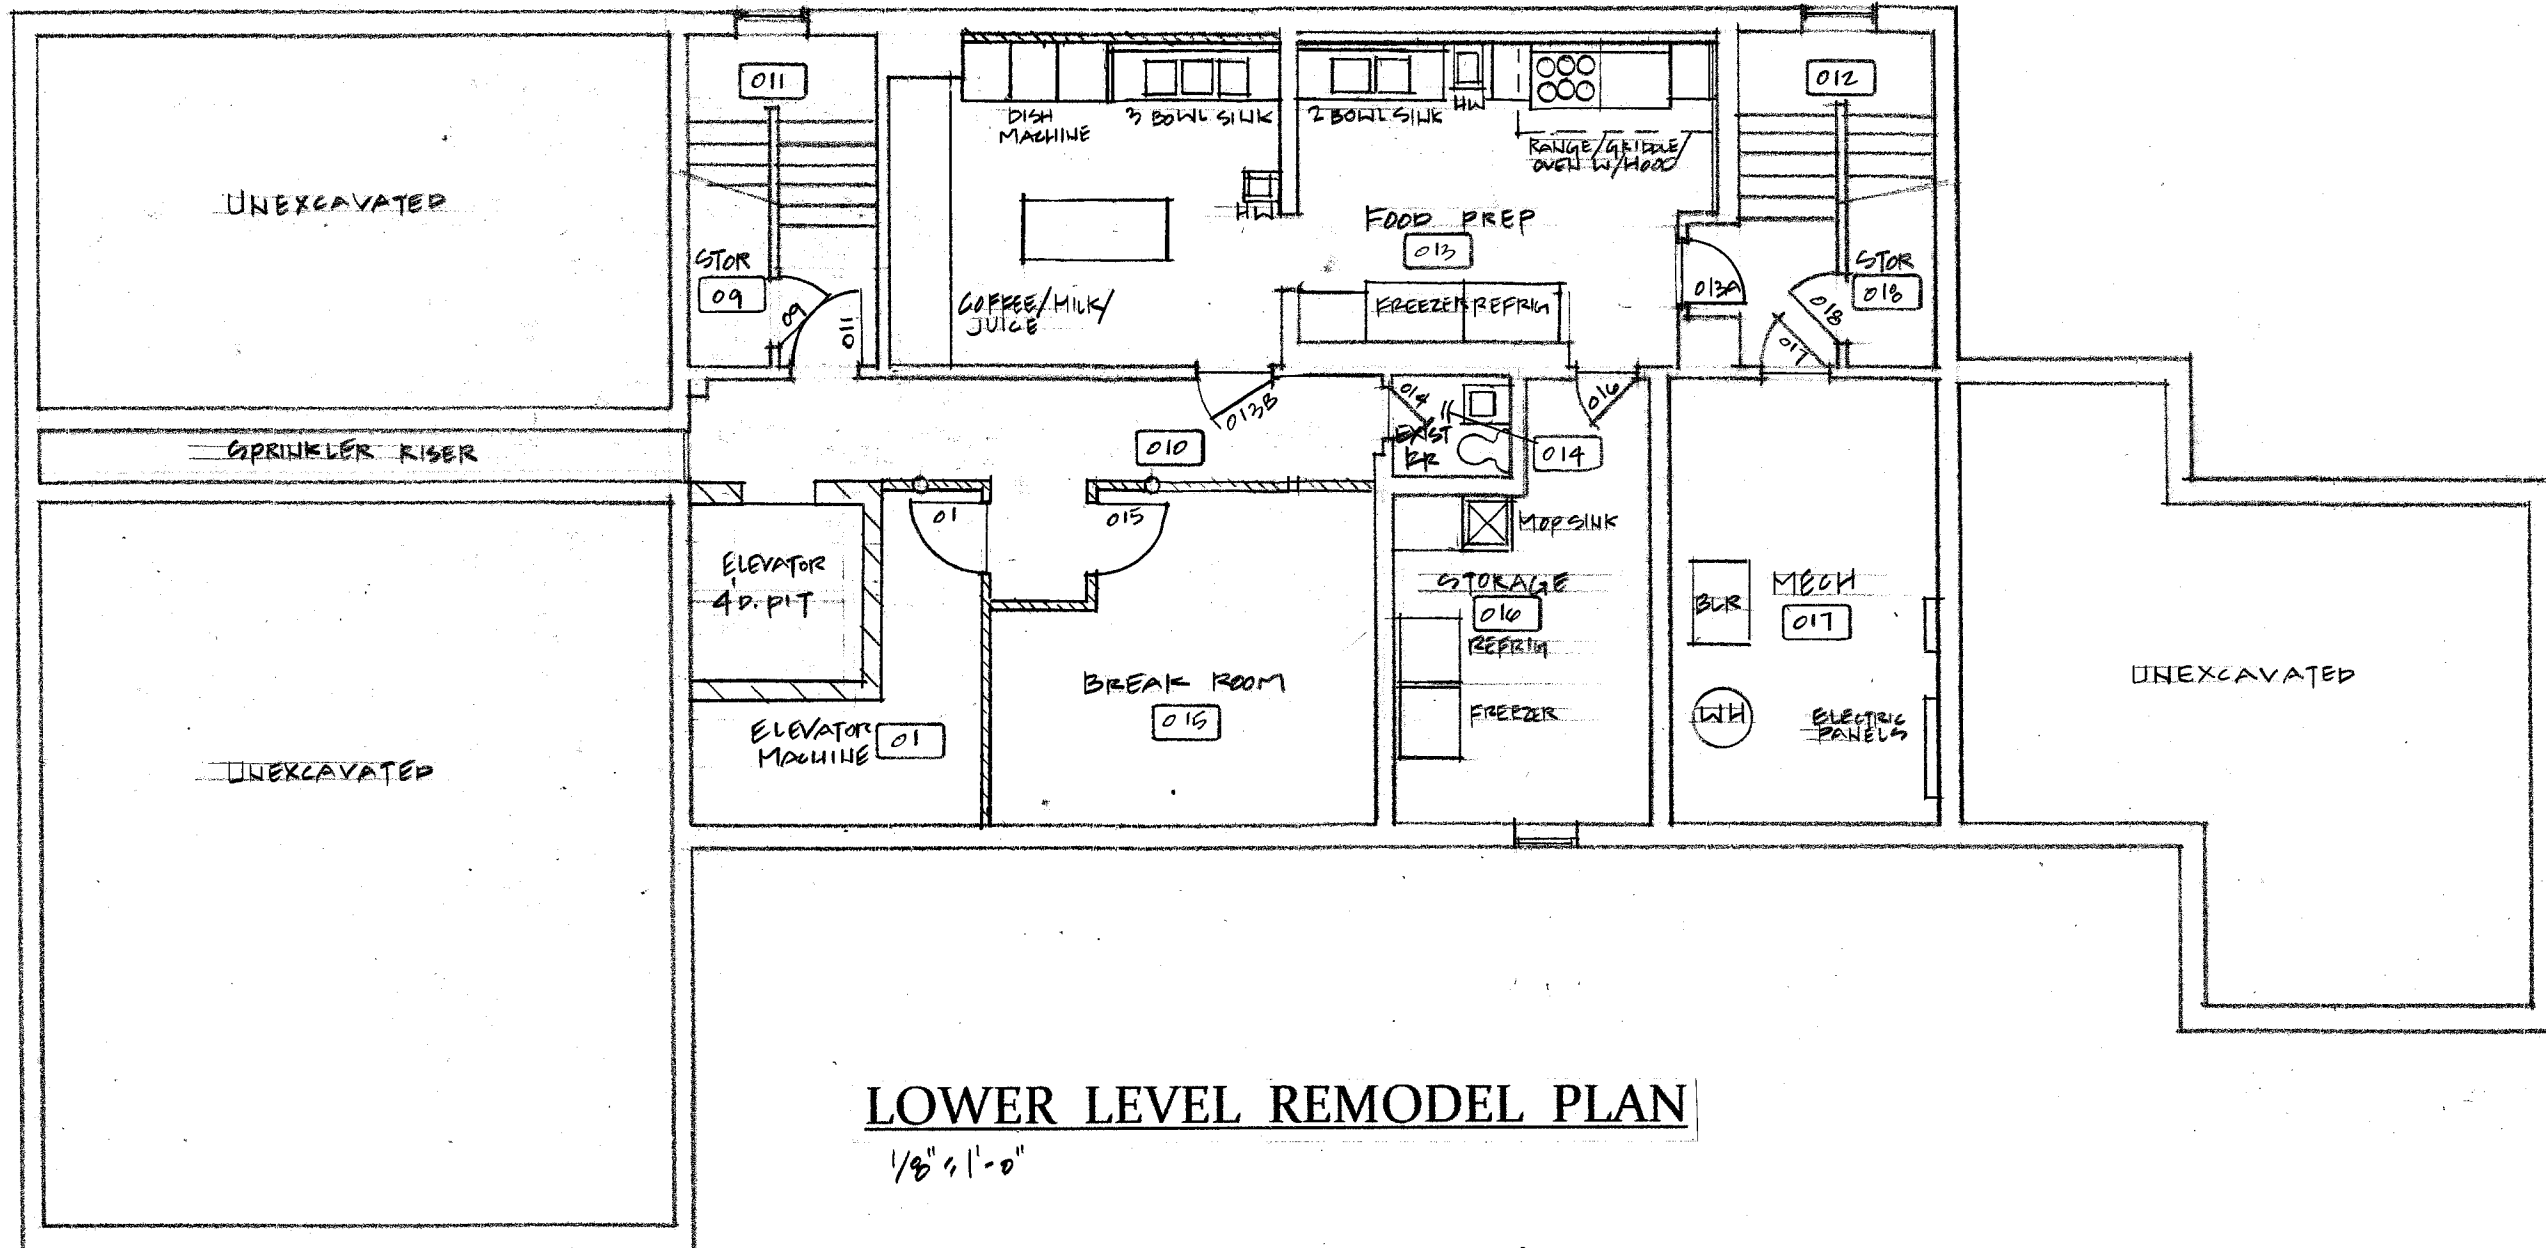 011
012
DISH
MACHINE
3 BOWL SINK
2 BOWL SINK
HW
RANGE/GRIDDLE/
OVEN W/HOOD
UNEXCAVATED
HW
FOOD PREP
013
STOR
09
09
011
COFFEE/MILK/
JUICE
FREEZER
REFRIG
013A
STOR
018
018
017
SPRINKLER RISER
013B
010
014
EXIST
RR
014
016
01
015
MOP SINK
ELEVATOR
4' D. PIT
STORAGE
016
REFRIG
FREEZER
BLR
MECH
017
WH
ELECTRIC
PANELS
UNEXCAVATED
BREAK ROOM
015
ELEVATOR
MACHINE
01
UNEXCAVATED
LOWER LEVEL REMODEL PLAN
1/8" = 1'-0"